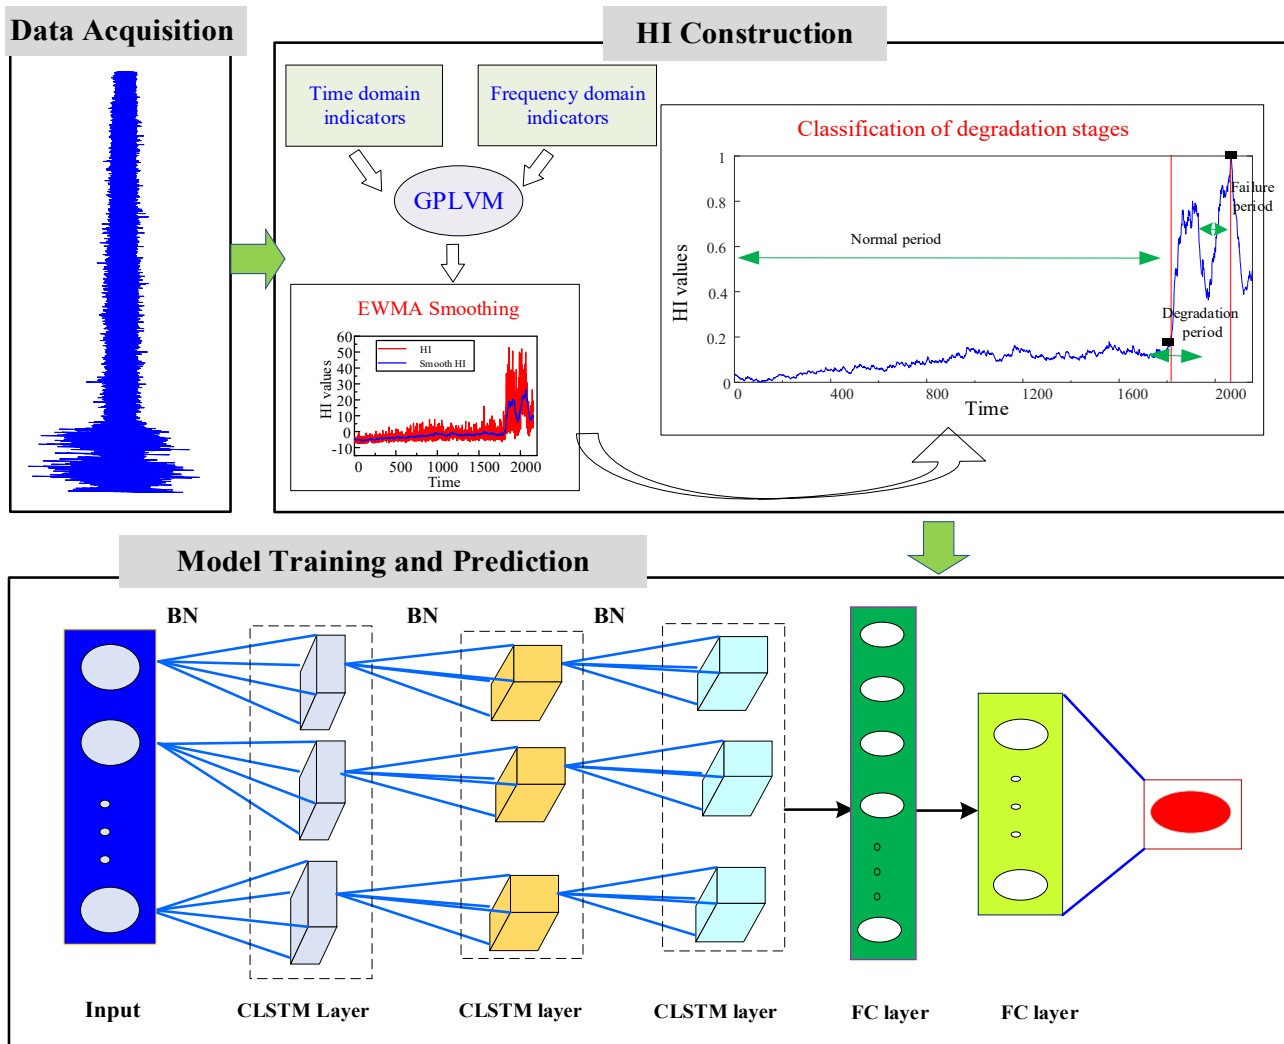 Data Acquisition
HI Construction
Time domain
indicators
Frequency domain
indicators
GPLVM
EWMA Smoothing
HI values
60
50
40
30
20
10
0
-10
HI
Smooth HI
0
500
1000
1500
2000
Time
Classification of degradation stages
HI values
1
0.8
0.6
0.4
0.2
0
Normal period
Failure
period
Degradation
period
0
400
800
1200
1600
2000
Time
Model Training and Prediction
BN
BN
BN
Input
CLSTM Layer
CLSTM layer
CLSTM layer
FC layer
FC layer